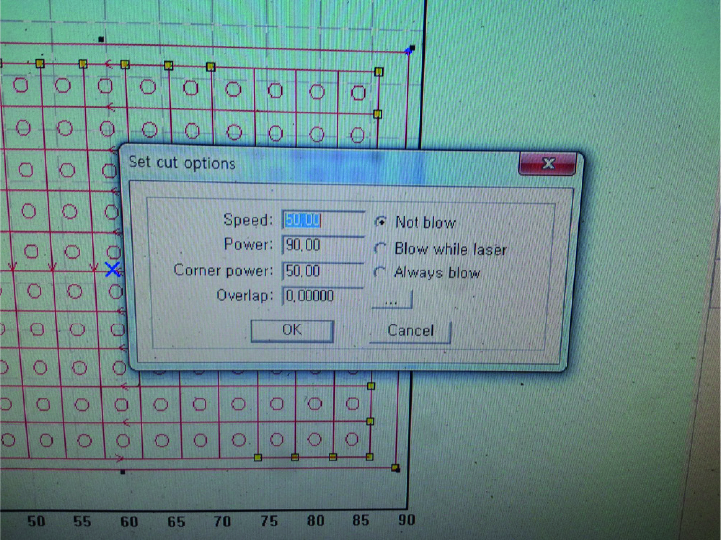 Set cut options
Speed: 50.00 Not blow
Power: 90.00 Blow while laser
Corner power: 50.00 Always blow
Overlap: 0.00000 ...
OK Cancel
50 55 60 65 70 75 80 85 90